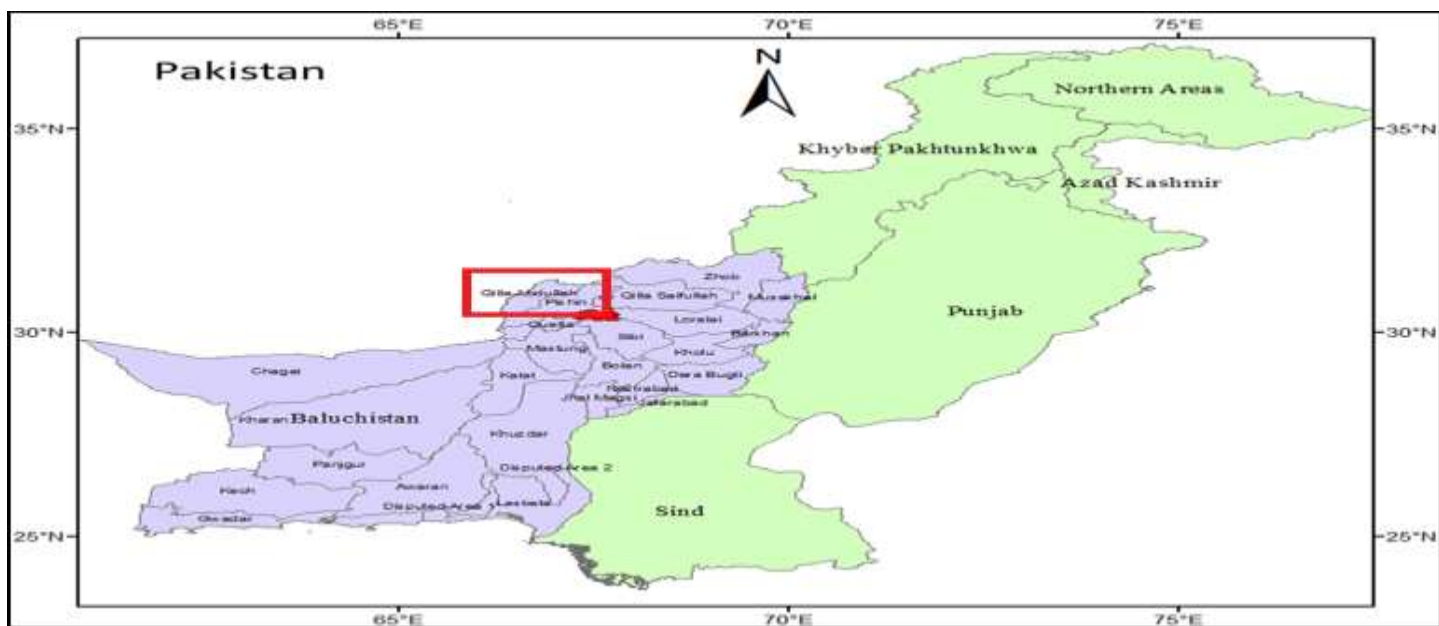 65°E 70°E 75°E
Pakistan
N
Northern Areas
35°N 35°N
Khyber Pakhtunkhwa
Azad Kashmir
Zhob
Qilla Saifullah
Musakhel
Pishin
Punjab
Loralai
30°N 30°N
Quetta
Barkhan
Sibi
Mastung
Kholu
Bolan
Chagai
Kalat
Dera Bugti
Jhal Magsi
Jafarabad
Kharan
Baluchistan
Khuzdar
Panjgur
Disputed Area 2
Kech
Awaran
Disputed Area 1
Lasbela
Sind
Gwadar
25°N 25°N
65°E 70°E 75°E